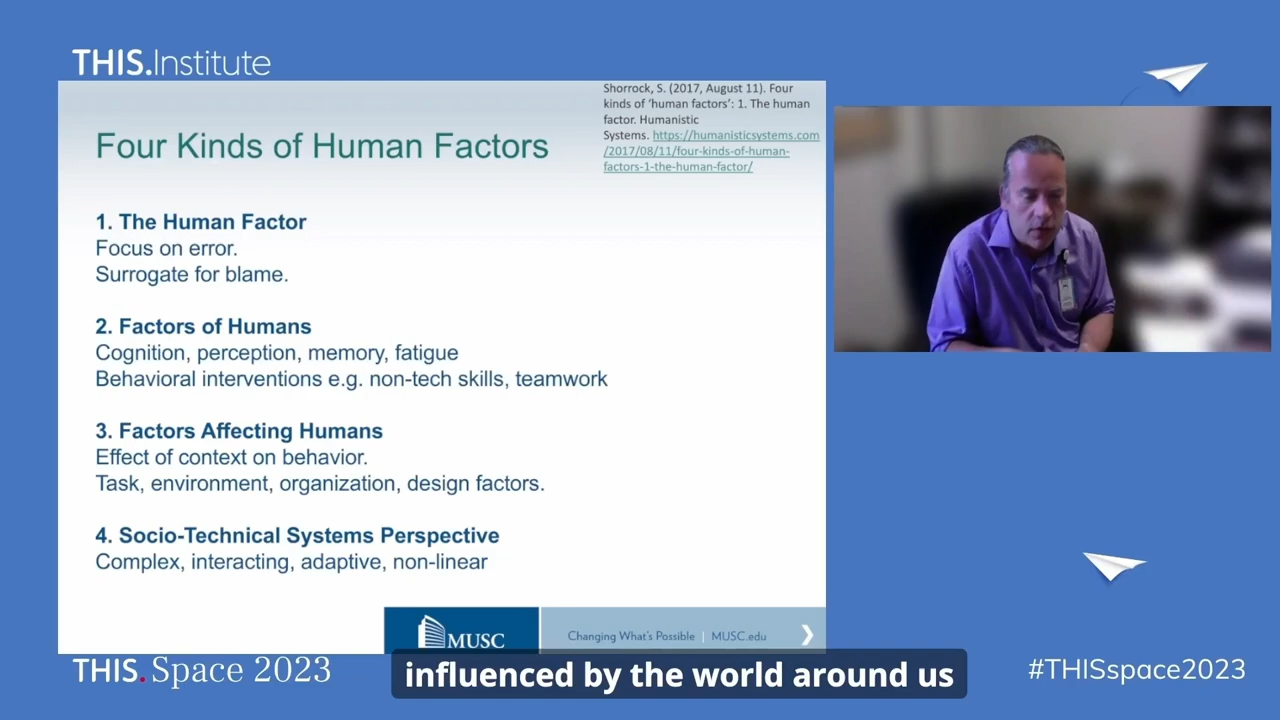 THIS.Institute
Shorrock, S. (2017, August 11). Four
kinds of ‘human factors’: 1. The human
factor. Humanistic
Systems. https://humanisticsystems.com
/2017/08/11/four-kinds-of-human-
factors-1-the-human-factor/
Four Kinds of Human Factors
1. The Human Factor
Focus on error.
Surrogate for blame.
2. Factors of Humans
Cognition, perception, memory, fatigue
Behavioral interventions e.g. non-tech skills, teamwork
3. Factors Affecting Humans
Effect of context on behavior.
Task, environment, organization, design factors.
4. Socio-Technical Systems Perspective
Complex, interacting, adaptive, non-linear
MUSC
Changing What's Possible | MUSC.edu
THIS. Space 2023
influenced by the world around us
#THISspace2023